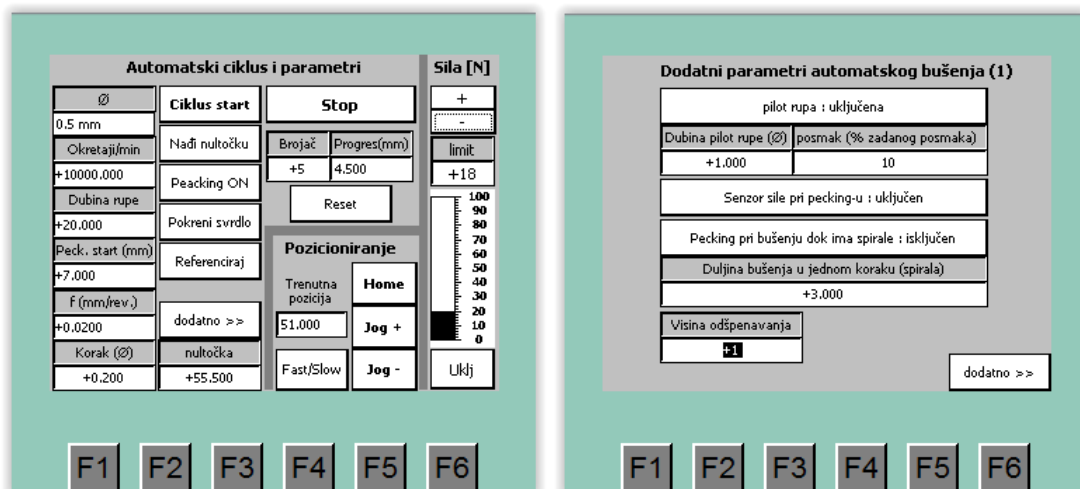 Automatski ciklus i parametri
Sila [N]
Ø
0.5 mm
Okretaji/min
+10000.000
Dubina rupe
+20.000
Peck. start (mm)
+7.000
f (mm/rev.)
+0.0200
Korak (Ø)
+0.200
Ciklus start
Nađi nultočku
Peacking ON
Pokreni svrdlo
Referenciraj
dodatno >>
nultočka
+55.500
Stop
Brojač
Progres(mm)
+5
4.500
Reset
Pozicioniranje
Trenutna
pozicija
51.000
Fast/Slow
Home
Jog +
Jog -
+
-
limit
+18
100
90
80
70
60
50
40
30
20
10
0
Uklj
F1 F2 F3 F4 F5 F6
Dodatni parametri automatskog bušenja (1)
pilot rupa : uključena
Dubina pilot rupe (Ø)
posmak (% zadanog posmaka)
+1.000
10
Senzor sile pri pecking-u : uključen
Pecking pri bušenju dok ima spirale : isključen
Duljina bušenja u jednom koraku (spirala)
+3.000
Visina odšpenavanja
+1
dodatno >>
F1 F2 F3 F4 F5 F6